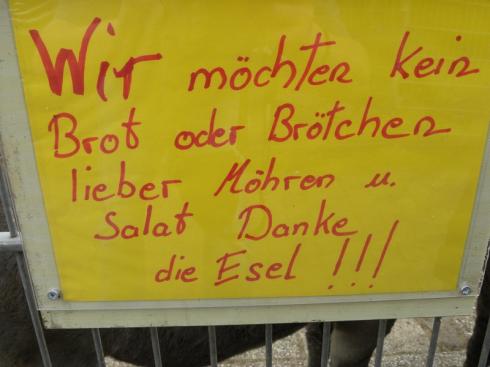 Wir möchten kein
Brot oder Brötchen
lieber Möhren u.
Salat Danke
die Esel !!!